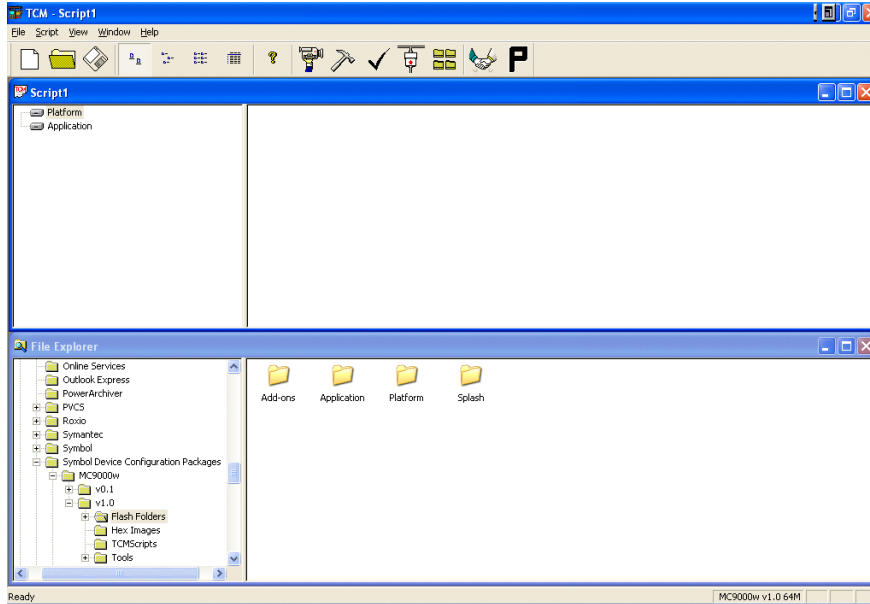 TCM - Script1
File Script View Window Help
Script1
Platform
Application
File Explorer
Online Services
Outlook Express
PowerArchiver
PVCS
Roxio
Symantec
Symbol
Symbol Device Configuration Packages
MC9000w
v0.1
v1.0
Flash Folders
Hex Images
TCMScripts
Tools
Add-ons Application Platform Splash
Ready MC9000w v1.0 64M